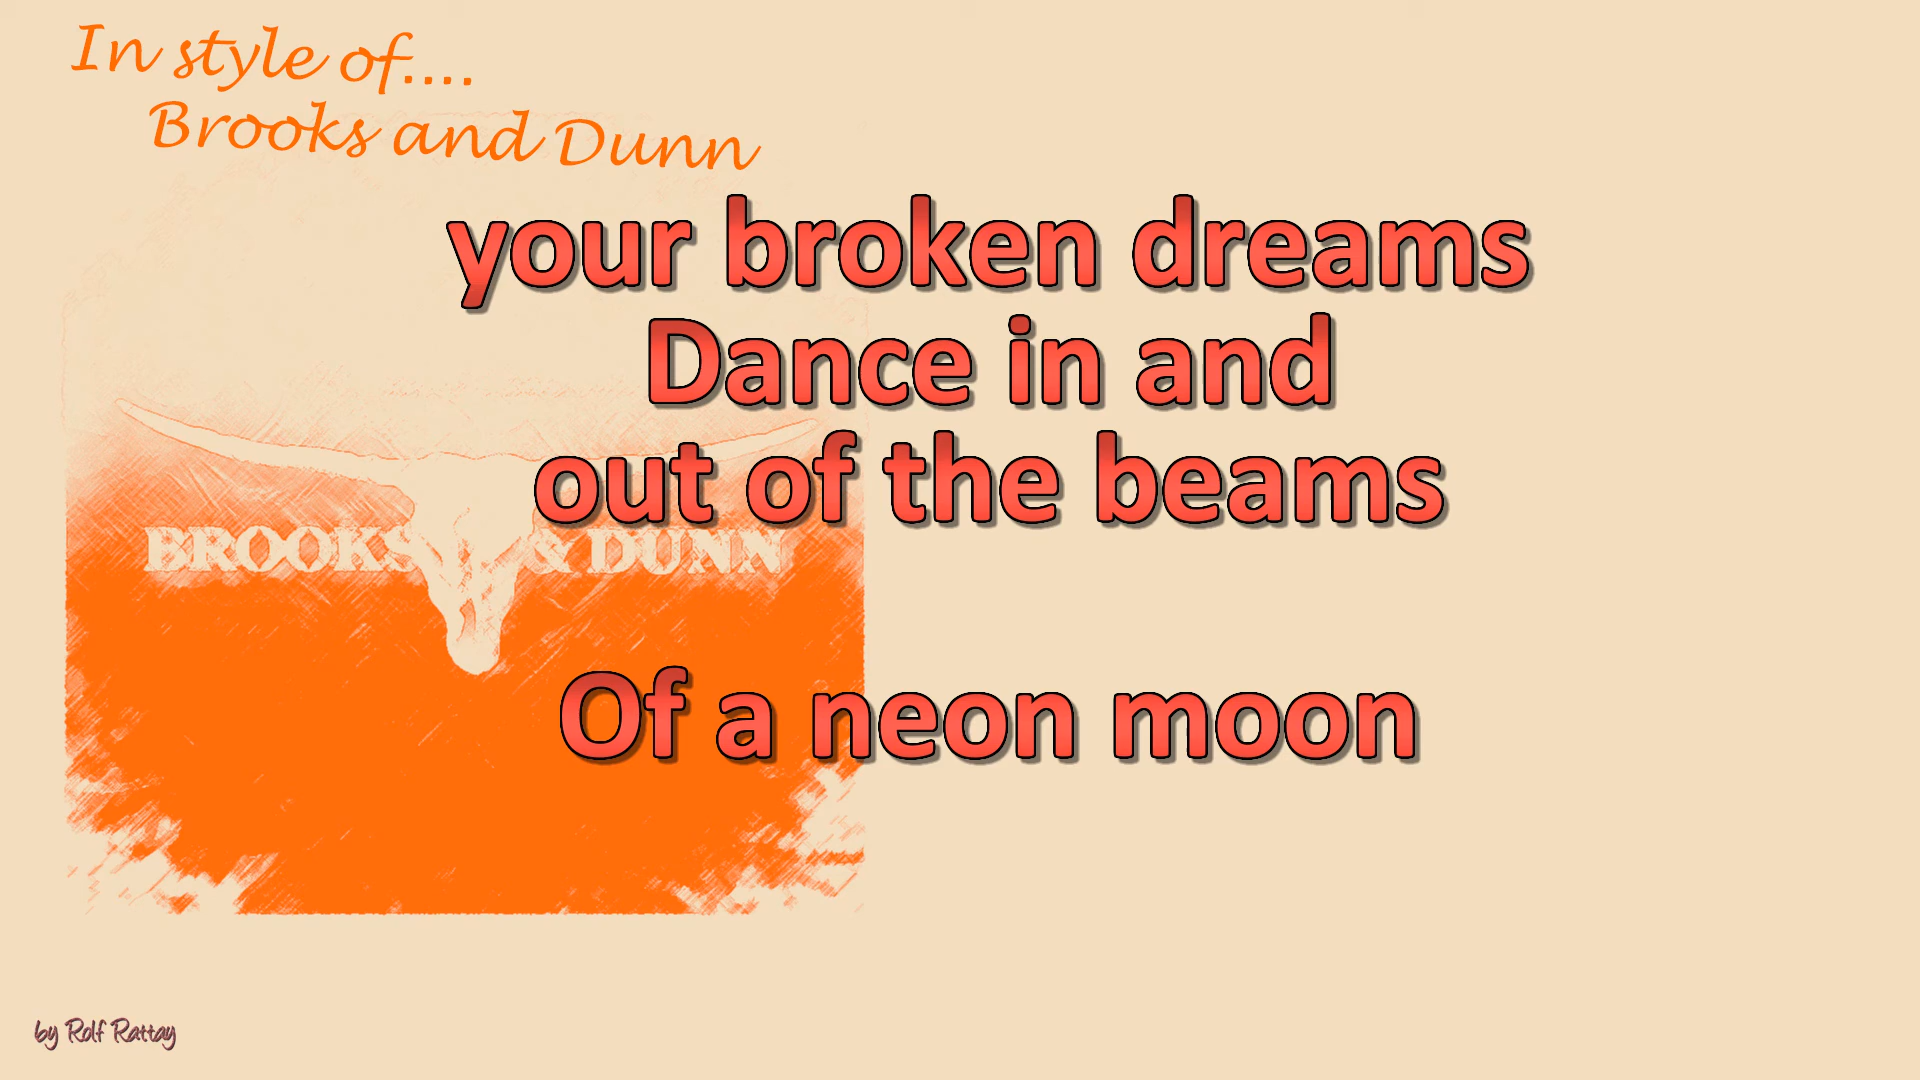 In style of....
Brooks and Dunn
your broken dreams
Dance in and
out of the beams
BROOKS & DUNN
Of a neon moon
by Rolf Rattay